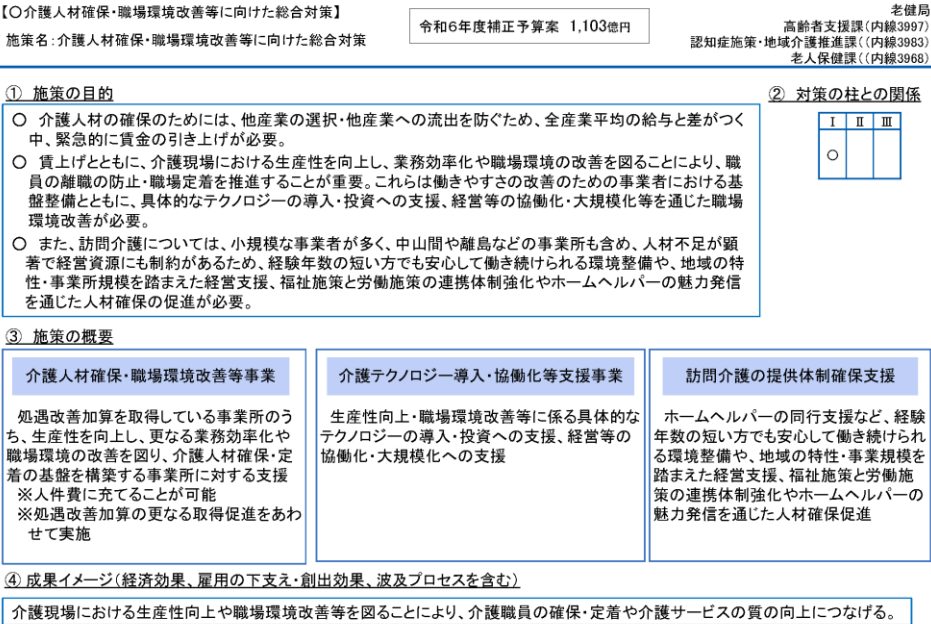 【〇介護人材確保・職場環境改善等に向けた総合対策】
施策名：介護人材確保・職場環境改善等に向けた総合対策
令和6年度補正予算案 1,103億円
老健局
高齢者支援課（内線3997）
認知症施策・地域介護推進課（（内線3983）
老人保健課（（内線3968）
① 施策の目的
〇 介護人材の確保のためには、他産業の選択・他産業への流出を防ぐため、全産業平均の給与と差がつく
中、緊急的に賃金の引き上げが必要。
〇 賃上げとともに、介護現場における生産性を向上し、業務効率化や職場環境の改善を図ることにより、職
員の離職の防止・職場定着を推進することが重要。これらは働きやすさの改善のための事業者における基
盤整備とともに、具体的なテクノロジーの導入・投資への支援、経営等の協働化・大規模化等を通じた職場
環境改善が必要。
〇 また、訪問介護については、小規模な事業者が多く、中山間や離島などの事業所も含め、人材不足が顕
著で経営資源にも制約があるため、経験年数の短い方でも安心して働き続けられる環境整備や、地域の特
性・事業所規模を踏まえた経営支援、福祉施策と労働施策の連携体制強化やホームヘルパーの魅力発信
を通じた人材確保の促進が必要。
② 対策の柱との関係
Ⅰ Ⅱ Ⅲ
〇
③ 施策の概要
介護人材確保・職場環境改善等事業
処遇改善加算を取得している事業所のう
ち、生産性を向上し、更なる業務効率化や
職場環境の改善を図り、介護人材確保・定
着の基盤を構築する事業所に対する支援
※人件費に充てることが可能
※処遇改善加算の更なる取得促進をあわ
せて実施
介護テクノロジー導入・協働化等支援事業
生産性向上・職場環境改善等に係る具体的な
テクノロジーの導入・投資への支援、経営等の
協働化・大規模化への支援
訪問介護の提供体制確保支援
ホームヘルパーの同行支援など、経験
年数の短い方でも安心して働き続けられ
る環境整備や、地域の特性・事業規模を
踏まえた経営支援、福祉施策と労働施
策の連携体制強化やホームヘルパーの
魅力発信を通じた人材確保促進
④ 成果イメージ（経済効果、雇用の下支え・創出効果、波及プロセスを含む）
介護現場における生産性向上や職場環境改善等を図ることにより、介護職員の確保・定着や介護サービスの質の向上につなげる。